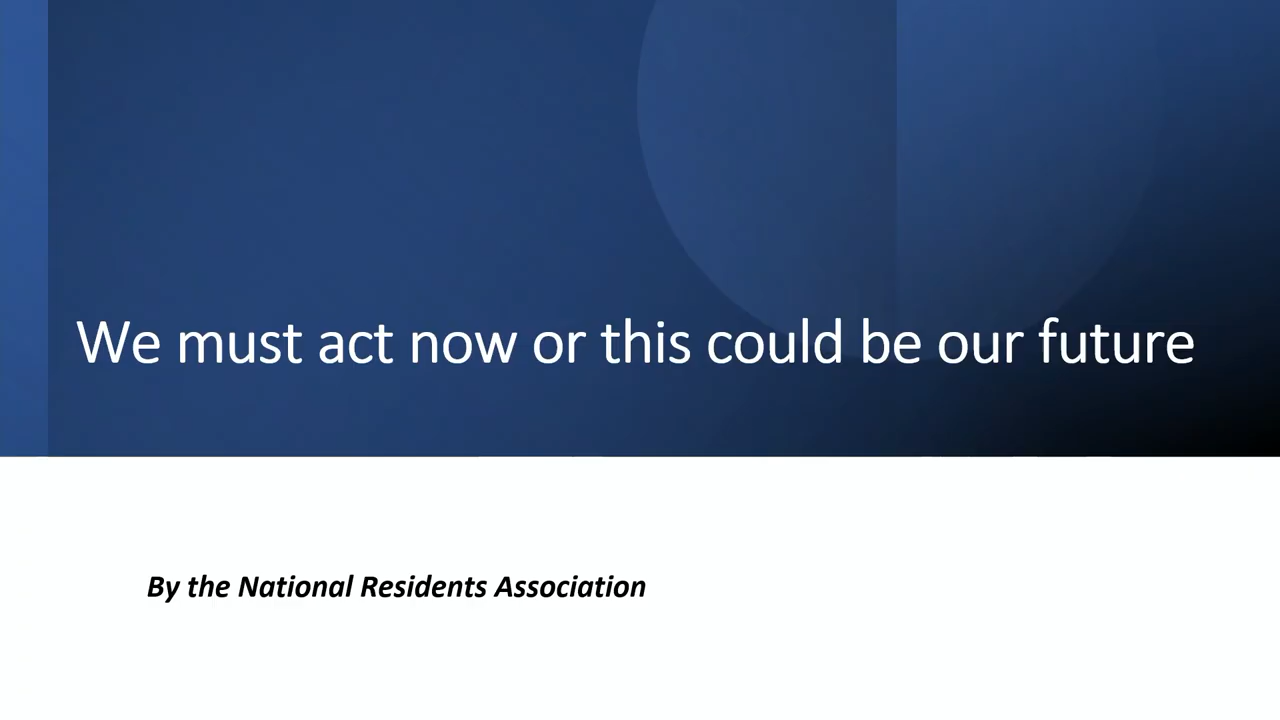 We must act now or this could be our future
By the National Residents Association